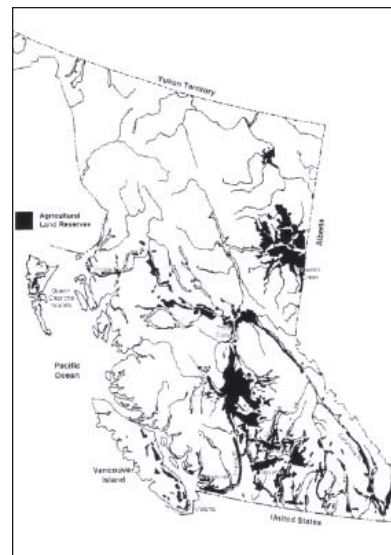 Yukon Territory
Agricultural
Land Reserves
Alberta
Queen
Charlotte
Islands
Pacific
Ocean
Vancouver
Island
Victoria
United States